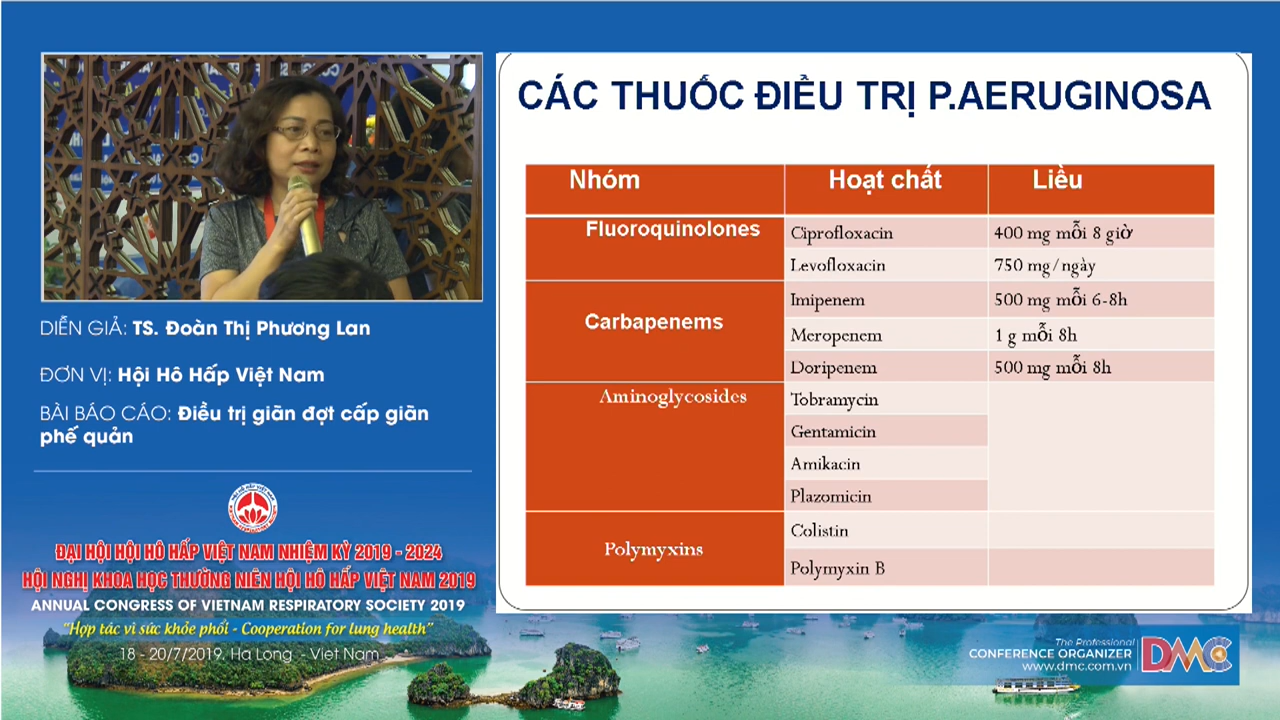 CÁC THUỐC ĐIỀU TRỊ P.AERUGINOSA
Nhóm Hoạt chất Liều
Fluoroquinolones Ciprofloxacin 400 mg mỗi 8 giờ
Levofloxacin 750 mg/ngày
Carbapenems Imipenem 500 mg mỗi 6-8h
Meropenem 1 g mỗi 8h
Doripenem 500 mg mỗi 8h
Aminoglycosides Tobramycin
Gentamicin
Amikacin
Plazomicin
Polymyxins Colistin
Polymyxin B
DIỄN GIẢ: TS. Đoàn Thị Phương Lan
ĐƠN VỊ: Hội Hô Hấp Việt Nam
BÀI BÁO CÁO: Điều trị giãn đợt cấp giãn
phế quản
ĐẠI HỘI HỘI HÔ HẤP VIỆT NAM NHIỆM KỲ 2019 - 2024
HỘI NGHỊ KHOA HỌC THƯỜNG NIÊN HỘI HÔ HẤP VIỆT NAM 2019
ANNUAL CONGRESS OF VIETNAM RESPIRATORY SOCIETY 2019
"Hợp tác vì sức khỏe phổi - Cooperation for lung health"
18 - 20/7/2019. Ha Long - Viet Nam
The Professional
CONFERENCE ORGANIZER
www.dmc.com.vn
DMC